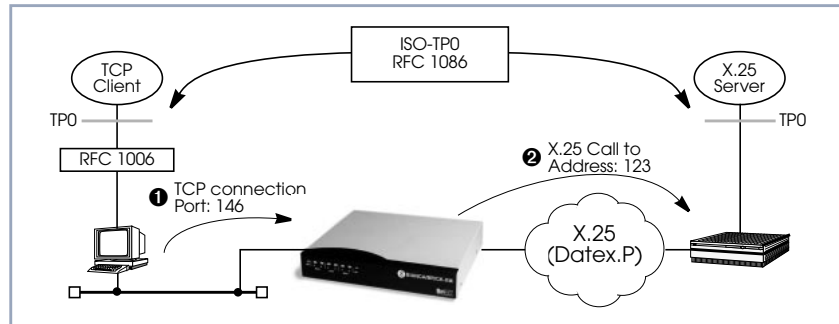 ISO-TP0
RFC 1086
TCP
Client
X.25
Server
TP0
TP0
RFC 1006
❶ TCP connection
Port: 146
❷ X.25 Call to
Address: 123
X.25
(Datex.P)